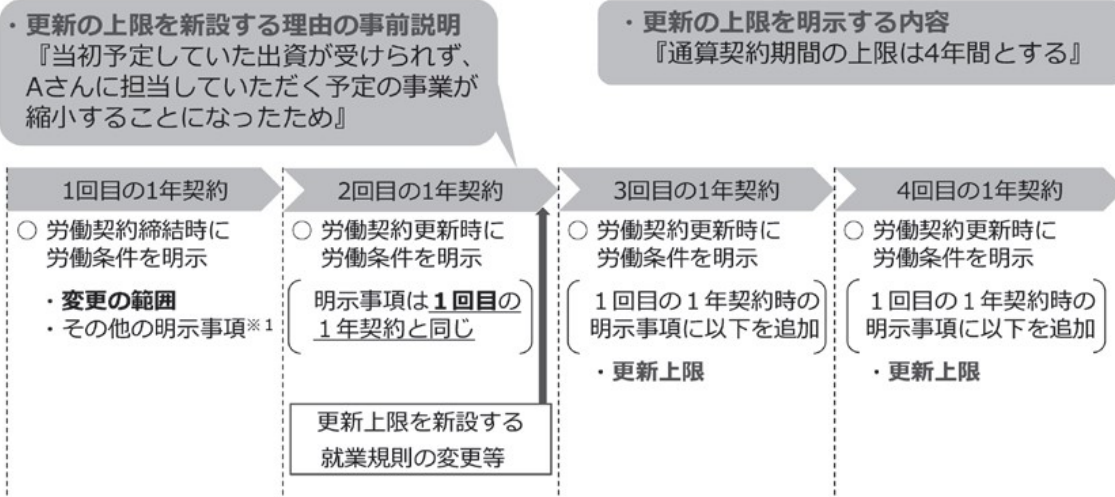 ・更新の上限を新設する理由の事前説明
『当初予定していた出資が受けられず、
Aさんに担当していただく予定の事業が
縮小することになったため』
・更新の上限を明示する内容
『通算契約期間の上限は4年間とする』
1回目の1年契約
2回目の1年契約
3回目の1年契約
4回目の1年契約
○ 労働契約締結時に
労働条件を明示
・変更の範囲
・その他の明示事項※1
○ 労働契約更新時に
労働条件を明示
明示事項は1回目の
1年契約と同じ
更新上限を新設する
就業規則の変更等
○ 労働契約更新時に
労働条件を明示
1回目の1年契約時の
明示事項に以下を追加
・更新上限
○ 労働契約更新時に
労働条件を明示
1回目の1年契約時の
明示事項に以下を追加
・更新上限